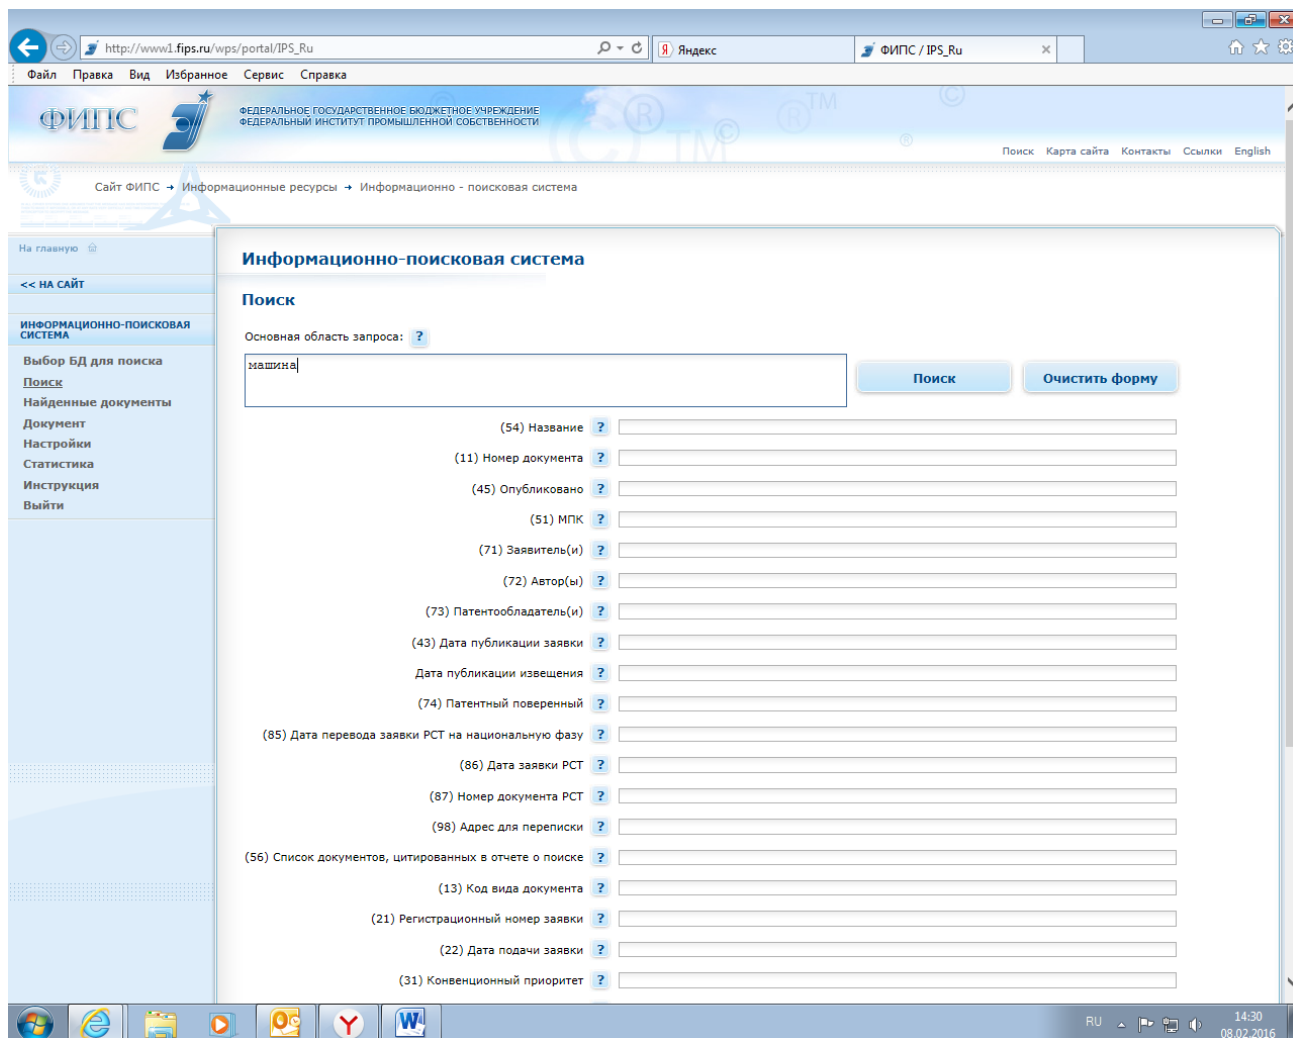 http://www1.fips.ru/wps/portal/IPS_Ru
Яндекс
ФИПС / IPS_Ru
Файл Правка Вид Избранное Сервис Справка
ФИПС
ФЕДЕРАЛЬНОЕ ГОСУДАРСТВЕННОЕ БЮДЖЕТНОЕ УЧРЕЖДЕНИЕ
ФЕДЕРАЛЬНЫЙ ИНСТИТУТ ПРОМЫШЛЕННОЙ СОБСТВЕННОСТИ
Поиск Карта сайта Контакты Ссылки English
Сайт ФИПС → Информационные ресурсы → Информационно - поисковая система
На главную
<< НА САЙТ
ИНФОРМАЦИОННО-ПОИСКОВАЯ
СИСТЕМА
Выбор БД для поиска
Поиск
Найденные документы
Документ
Настройки
Статистика
Инструкция
Выйти
Информационно-поисковая система
Поиск
Основная область запроса: ?
машина
Поиск
Очистить форму
(54) Название ?
(11) Номер документа ?
(45) Опубликовано ?
(51) МПК ?
(71) Заявитель(и) ?
(72) Автор(ы) ?
(73) Патентообладатель(и) ?
(43) Дата публикации заявки ?
Дата публикации извещения ?
(74) Патентный поверенный ?
(85) Дата перевода заявки РСТ на национальную фазу ?
(86) Дата заявки РСТ ?
(87) Номер документа РСТ ?
(98) Адрес для переписки ?
(56) Список документов, цитированных в отчете о поиске ?
(13) Код вида документа ?
(21) Регистрационный номер заявки ?
(22) Дата подачи заявки ?
(31) Конвенционный приоритет ?
RU
14:30
08.02.2016